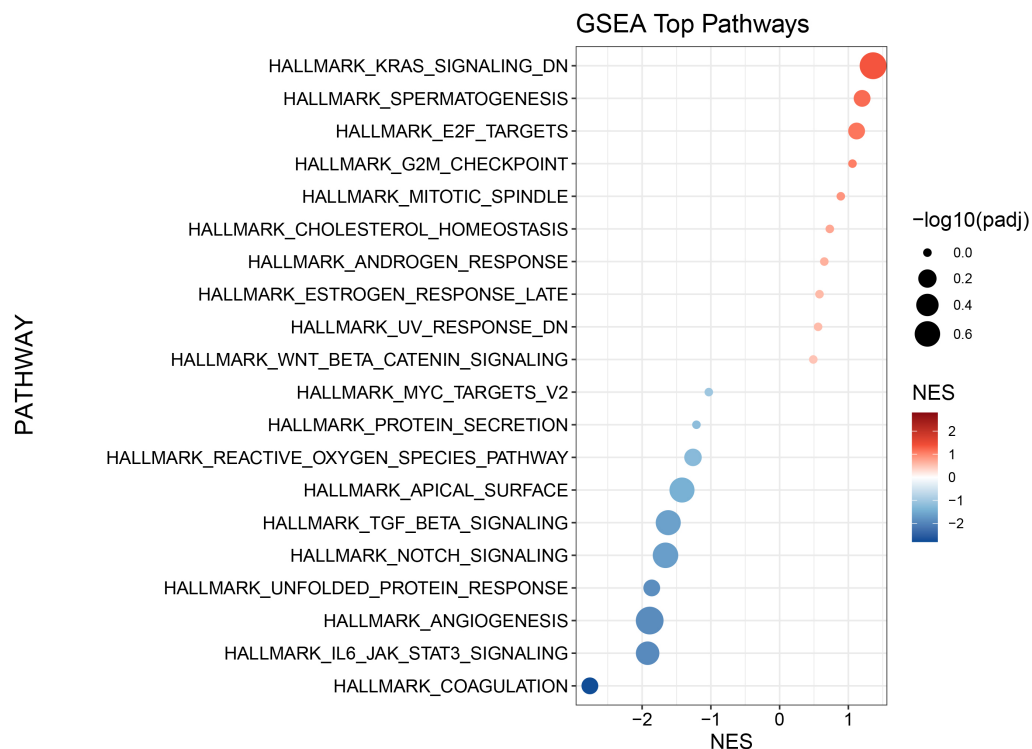 GSEA Top Pathways
PATHWAY
HALLMARK_KRAS_SIGNALING_DN
HALLMARK_SPERMATOGENESIS
HALLMARK_E2F_TARGETS
HALLMARK_G2M_CHECKPOINT
HALLMARK_MITOTIC_SPINDLE
HALLMARK_CHOLESTEROL_HOMEOSTASIS
HALLMARK_ANDROGEN_RESPONSE
HALLMARK_ESTROGEN_RESPONSE_LATE
HALLMARK_UV_RESPONSE_DN
HALLMARK_WNT_BETA_CATENIN_SIGNALING
HALLMARK_MYC_TARGETS_V2
HALLMARK_PROTEIN_SECRETION
HALLMARK_REACTIVE_OXYGEN_SPECIES_PATHWAY
HALLMARK_APICAL_SURFACE
HALLMARK_TGF_BETA_SIGNALING
HALLMARK_NOTCH_SIGNALING
HALLMARK_UNFOLDED_PROTEIN_RESPONSE
HALLMARK_ANGIOGENESIS
HALLMARK_IL6_JAK_STAT3_SIGNALING
HALLMARK_COAGULATION
−2 −1 0 1
NES
−log10(padj)
0.0
0.2
0.4
0.6
NES
2
1
0
−1
−2